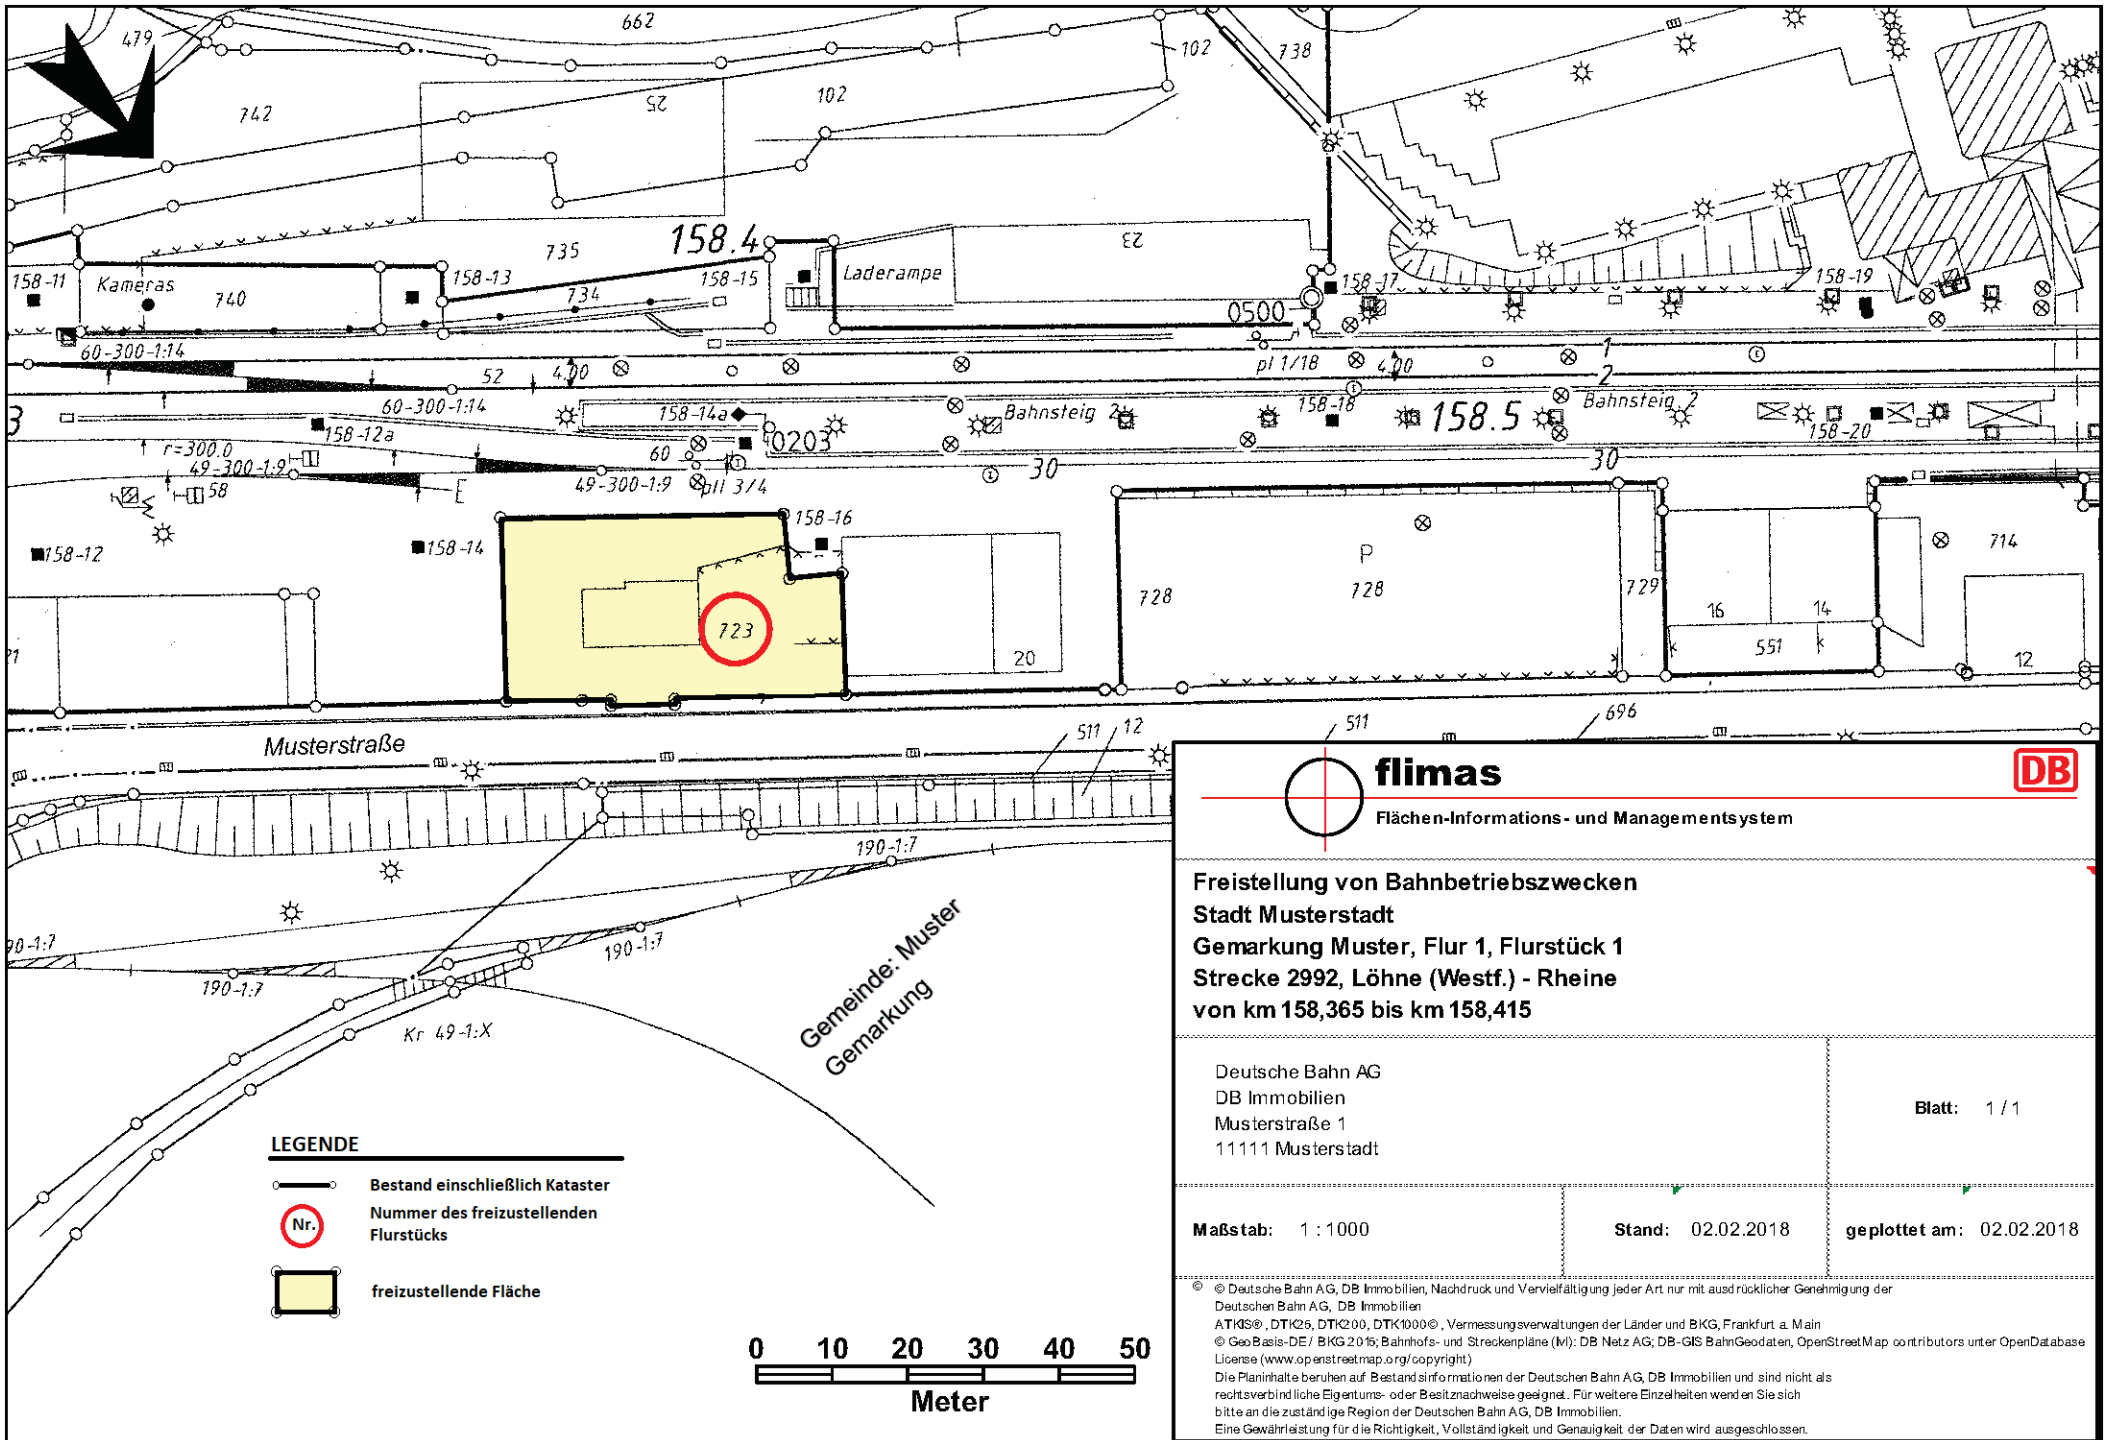 479
662
102
738
742
25
102
735
158.4
23
158-11
Kameras
740
158-13
734
158-15
Laderampe
158-17
158-19
0500
60-300-1:14
52
4.00
pl 1/18
4.00
1
2
3
60-300-1:14
158-14a
Bahnsteig 2
158-18
158.5
Bahnsteig 2
158-20
158-12a
0203
r=300.0
60
49-300-1:9
30
30
58
E
49-300-1:9
pll 3/4
158-12
158-14
158-16
714
P
728
728
729
16
14
723
20
551
12
21
Musterstraße
511
12
511
696
190-1:7
90-1:7
190-1:7
190-1:7
Kr 49-1:X
Gemeinde: Muster
Gemarkung
LEGENDE
Bestand einschließlich Kataster
Nr.
Nummer des freizustellenden
Flurstücks
freizustellende Fläche
0 10 20 30 40 50
Meter
flimas
DB
Flächen-Informations- und Managementsystem
Freistellung von Bahnbetriebszwecken
Stadt Musterstadt
Gemarkung Muster, Flur 1, Flurstück 1
Strecke 2992, Löhne (Westf.) - Rheine
von km 158,365 bis km 158,415
Deutsche Bahn AG
DB Immobilien
Musterstraße 1
11111 Musterstadt
Blatt: 1 / 1
Maßstab: 1 : 1000
Stand: 02.02.2018
geplottet am: 02.02.2018
© © Deutsche Bahn AG, DB Immobilien, Nachdruck und Vervielfältigung jeder Art nur mit ausdrücklicher Genehmigung der
Deutschen Bahn AG, DB Immobilien
ATKIS®, DTK25, DTK200, DTK1000©, Vermessungsverwaltungen der Länder und BKG, Frankfurt a. Main
© GeoBasis-DE / BKG 2015; Bahnhofs- und Streckenpläne (IVl): DB Netz AG; DB-GIS BahnGeodaten, OpenStreetMap contributors unter OpenDatabase
License (www.openstreetmap.org/copyright)
Die Planinhalte beruhen auf Bestandsinformationen der Deutschen Bahn AG, DB Immobilien und sind nicht als
rechtsverbindliche Eigentums- oder Besitznachweise geeignet. Für weitere Einzelheiten wenden Sie sich
bitte an die zuständige Region der Deutschen Bahn AG, DB Immobilien.
Eine Gewährleistung für die Richtigkeit, Vollständigkeit und Genauigkeit der Daten wird ausgeschlossen.